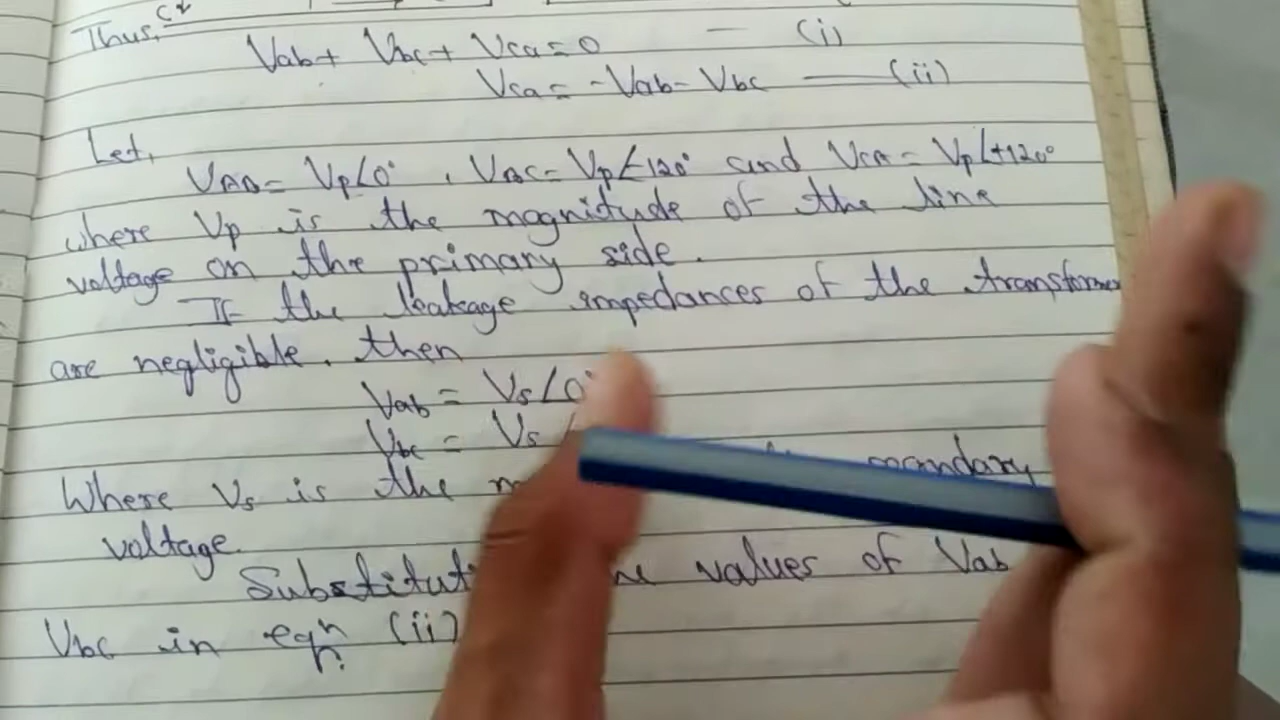 Thus,
Vab + Vbc + Vca = 0 — (i)
Vca = -Vab - Vbc —— (ii)
Let,
VAB = Vp∠0°, VBC = Vp∠-120° and VCA = Vp∠+120°
where Vp is the magnitude of the line
voltage on the primary side.
If the leakage impedances of the transformer
are negligible, then
Vab = Vs∠0°
Vbc = Vs
Where Vs is the secondary
voltage.
values of Vab
Vbc in eqn (ii)